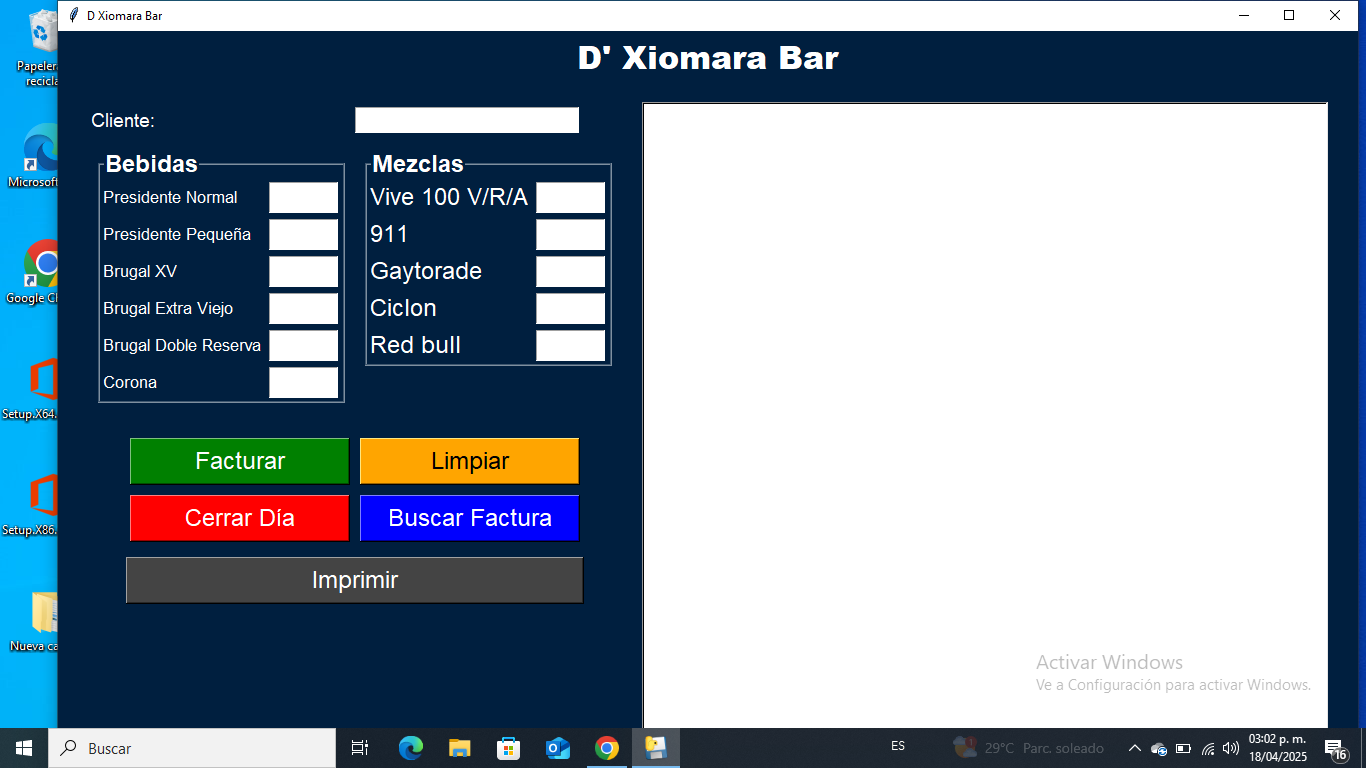 D Xiomara Bar
D' Xiomara Bar
Papeler
recicla
Microsoft
Google Ch
Setup.X64.
Setup.X86.
Nueva ca
Cliente:
Bebidas
Presidente Normal
Presidente Pequeña
Brugal XV
Brugal Extra Viejo
Brugal Doble Reserva
Corona
Mezclas
Vive 100 V/R/A
911
Gaytorade
Ciclon
Red bull
Facturar
Limpiar
Cerrar Día
Buscar Factura
Imprimir
Activar Windows
Ve a Configuración para activar Windows.
Buscar
ES
29°C Parc. soleado
03:02 p. m.
18/04/2025
16